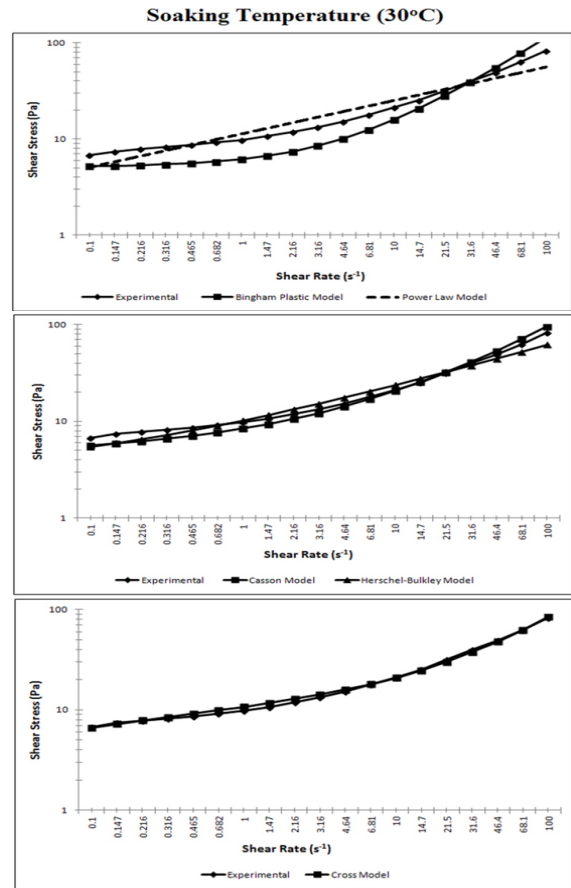 Soaking Temperature (30°C)
100
10
1
Shear Stress (Pa)
0.1 0.147 0.216 0.316 0.465 0.682 1 1.47 2.16 3.16 4.64 6.81 10 14.7 21.5 31.6 46.4 68.1 100
Shear Rate (s⁻¹)
Experimental Bingham Plastic Model Power Law Model
100
10
1
Shear Stress (Pa)
0.1 0.147 0.216 0.316 0.465 0.682 1 1.47 2.16 3.16 4.64 6.81 10 14.7 21.5 31.6 46.4 68.1 100
Shear Rate (s⁻¹)
Experimental Casson Model Herschel-Bulkley Model
100
10
1
Shear Stress (Pa)
0.1 0.147 0.216 0.316 0.465 0.682 1 1.47 2.16 3.16 4.64 6.81 10 14.7 21.5 31.6 46.4 68.1 100
Shear Rate (s⁻¹)
Experimental Cross Model